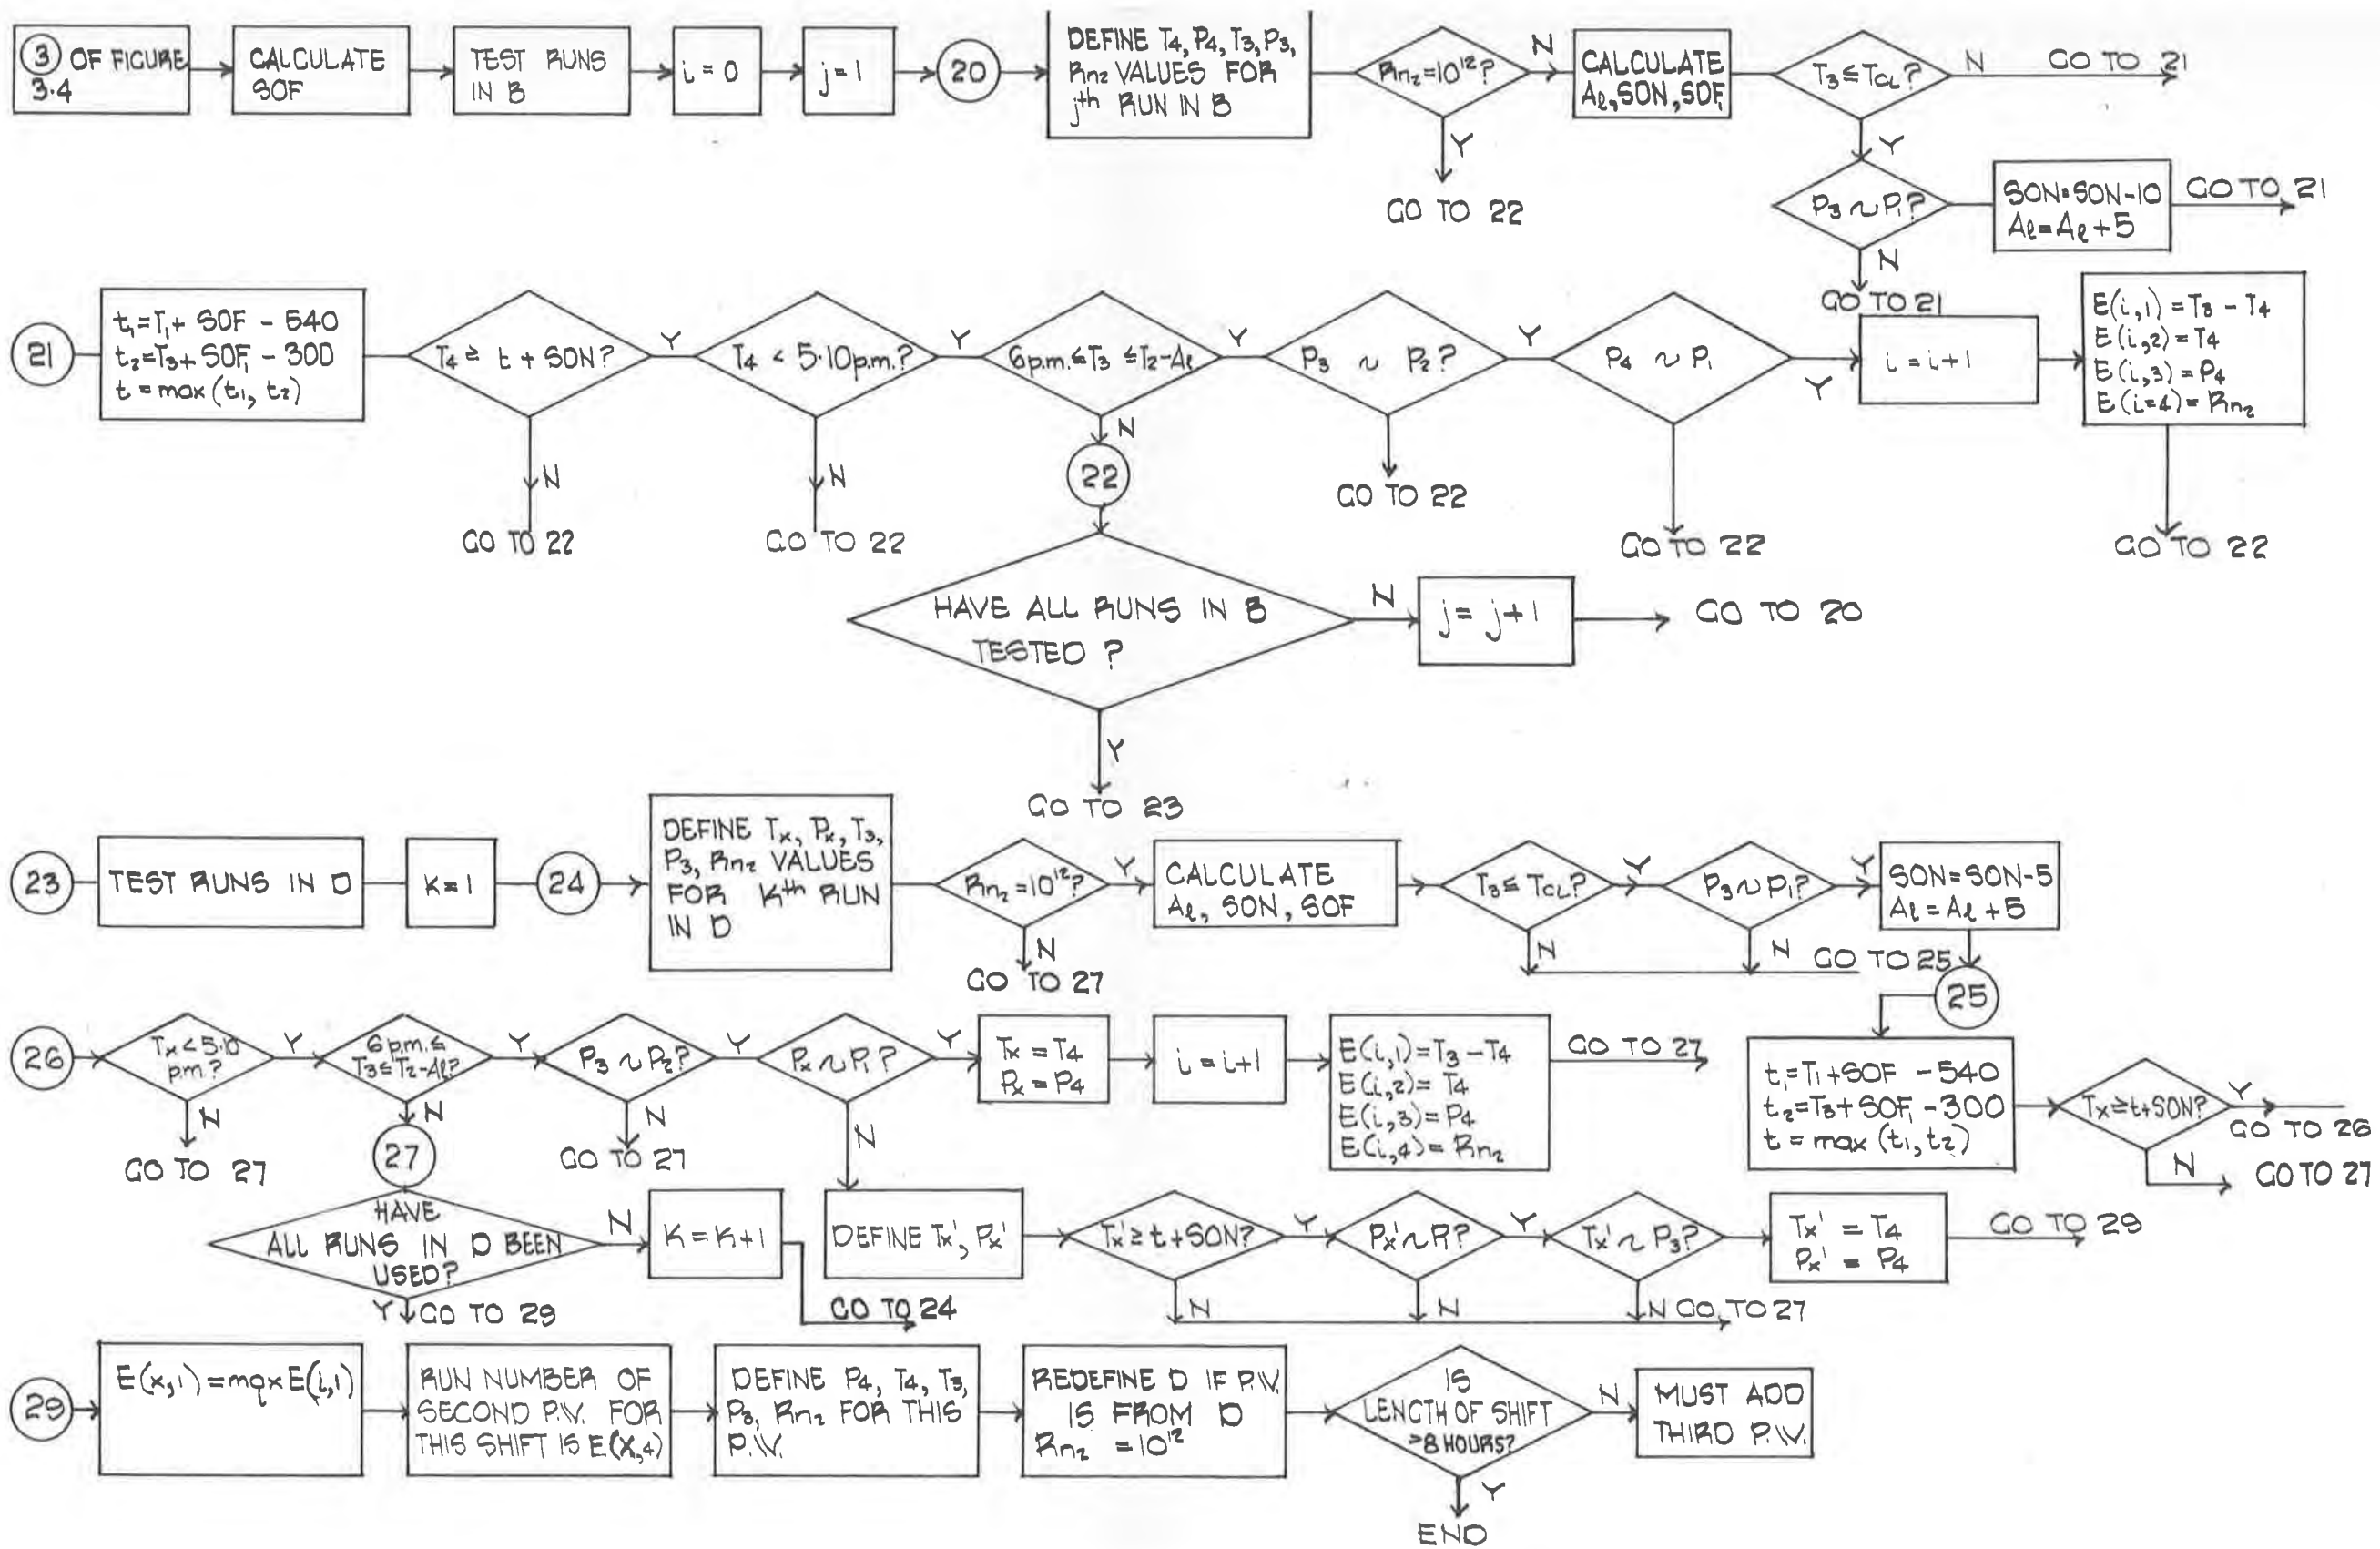 3 OF FIGURE
3.4
CALCULATE
SOF
TEST RUNS
IN B
i = 0
j = 1
20
DEFINE T4, P4, T3, P3,
Rn2 VALUES FOR
jth RUN IN B
Rn2 = 10^12?
N
Y
GO TO 22
CALCULATE
Al, SON, SOF1
T3 ≤ TCL?
N
GO TO 21
Y
P3 ~ P1?
SON = SON - 10
Al = Al + 5
GO TO 21
N
GO TO 21
21
t1 = T1 + SOF - 540
t2 = T3 + SOF1 - 300
t = max (t1, t2)
T4 ≥ t + SON?
Y
N
GO TO 22
T4 < 5.10 p.m.?
Y
N
GO TO 22
6 p.m. ≤ T3 ≤ T2 - Al
Y
N
22
P3 ~ P2?
Y
GO TO 22
P4 ~ P1
Y
GO TO 22
i = i + 1
E(i,1) = T3 - T4
E(i,2) = T4
E(i,3) = P4
E(i=4) = Rn2
GO TO 22
HAVE ALL RUNS IN B
TESTED ?
N
j = j + 1
GO TO 20
Y
GO TO 23
23
TEST RUNS IN D
K = 1
24
DEFINE Tx, Px, T3,
P3, Rn2 VALUES
FOR Kth RUN
IN D
Rn2 = 10^12?
Y
N
GO TO 27
CALCULATE
Al, SON, SOF
T3 ≤ TCL?
Y
N
P3 ~ P1?
Y
N
GO TO 25
SON = SON - 5
Al = Al + 5
25
t1 = T1 + SOF - 540
t2 = T3 + SOF1 - 300
t = max (t1, t2)
Tx ≥ t + SON?
Y
GO TO 26
N
GO TO 27
26
Tx < 5.10
p.m.?
Y
N
GO TO 27
6 p.m. ≤
T3 ≤ T2 - Al?
Y
N
27
P3 ~ P2?
Y
N
GO TO 27
Px ~ P1?
Y
N
Tx = T4
Px = P4
i = i + 1
E(i,1) = T3 - T4
E(i,2) = T4
E(i,3) = P4
E(i,4) = Rn2
GO TO 27
HAVE
ALL RUNS IN D BEEN
USED?
N
Y
GO TO 29
K = K + 1
GO TO 24
DEFINE Tx', Px'
Tx' ≥ t + SON?
Y
N
Px' ~ P1?
Y
N
Tx' ~ P3?
N GO TO 27
Tx' = T4
Px' = P4
GO TO 29
29
E(x,1) = max E(i,1)
RUN NUMBER OF
SECOND P.W. FOR
THIS SHIFT IS E(X,4)
DEFINE P4, T4, T3,
P3, Rn2 FOR THIS
P.W.
REDEFINE D IF P.W.
IS FROM D
Rn2 = 10^12
IS
LENGTH OF SHIFT
>8 HOURS?
N
MUST ADD
THIRD P.W.
Y
END